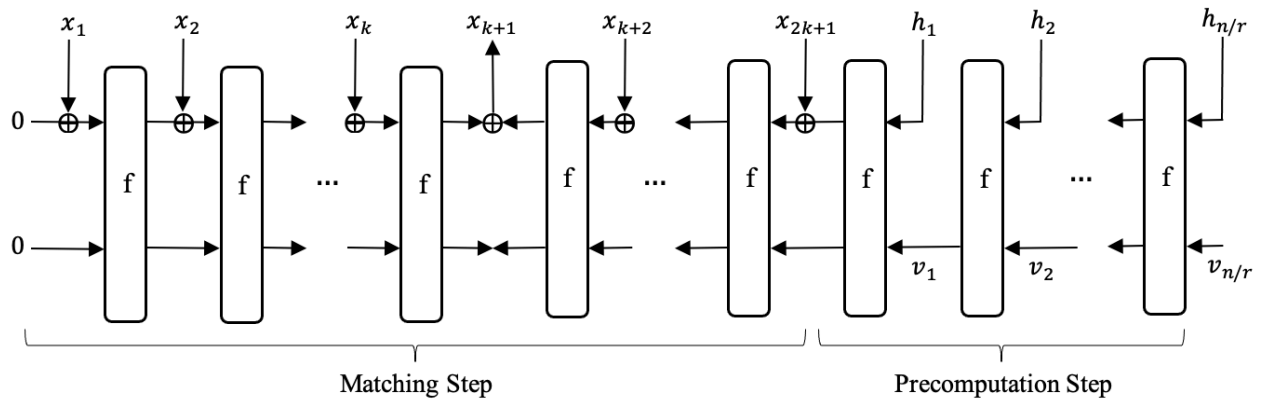 x₁ x₂ xₖ xₖ₊₁ xₖ₊₂ x₂ₖ₊₁ h₁ h₂ hₙ/ᵣ
0
f f ... f f ... f f f ... f
0
v₁ v₂ vₙ/ᵣ
Matching Step Precomputation Step